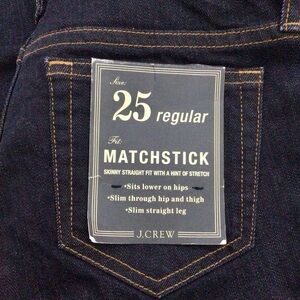 Size:
25 regular
Fit:
MATCHSTICK
SKINNY STRAIGHT FIT WITH A HINT OF STRETCH
•Sits lower on hips•
•Slim through hip and thigh
•Slim straight leg
J.CREW